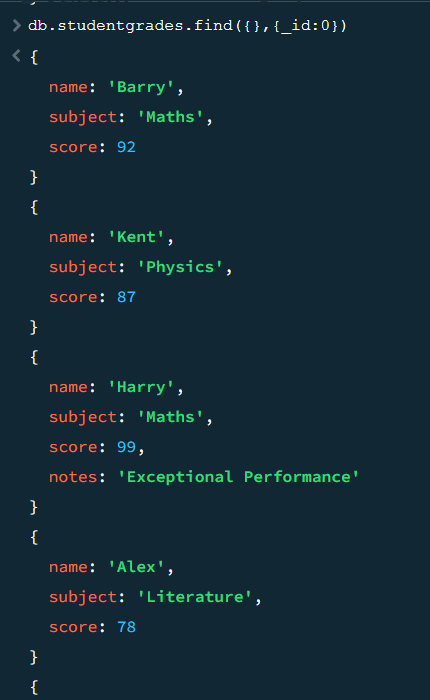 > db.studentgrades.find({},{_id:0})
< {
name: 'Barry',
subject: 'Maths',
score: 92
}
{
name: 'Kent',
subject: 'Physics',
score: 87
}
{
name: 'Harry',
subject: 'Maths',
score: 99,
notes: 'Exceptional Performance'
}
{
name: 'Alex',
subject: 'Literature',
score: 78
}
{